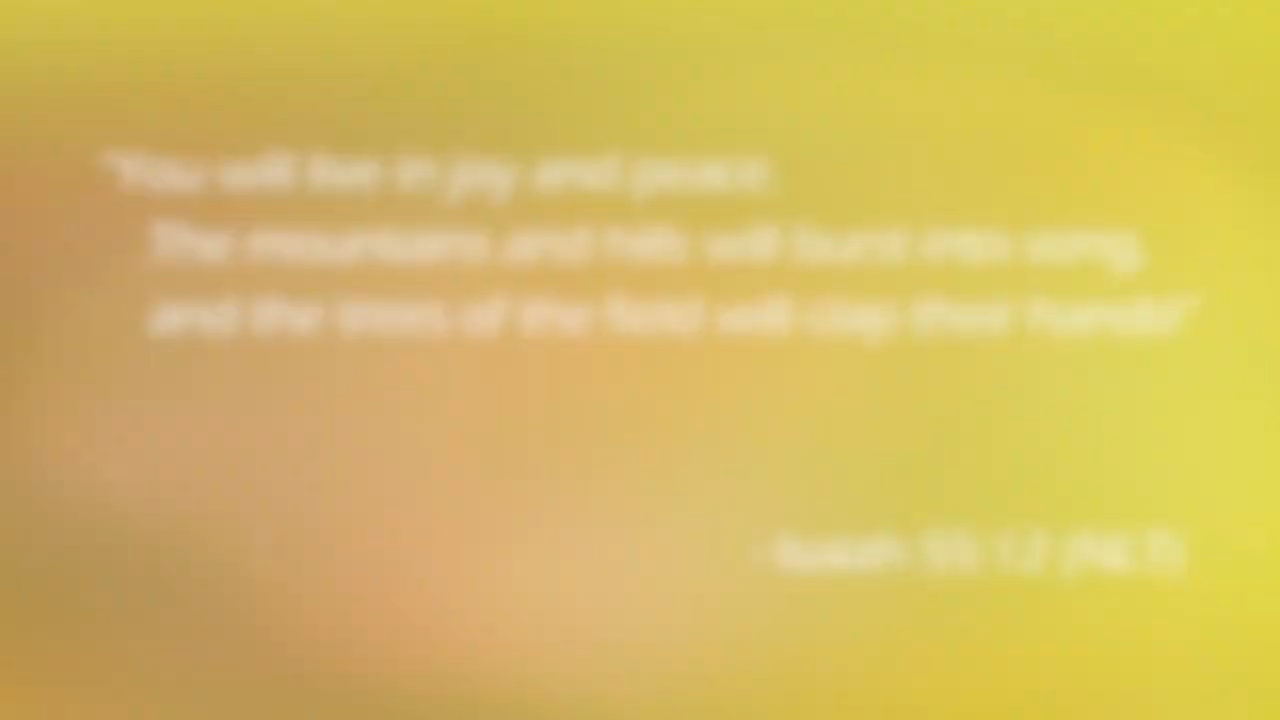 "You will live in joy and peace.
The mountains and hills will burst into song,
and the trees of the field will clap their hands!"
- Isaiah 55:12 (NLT)